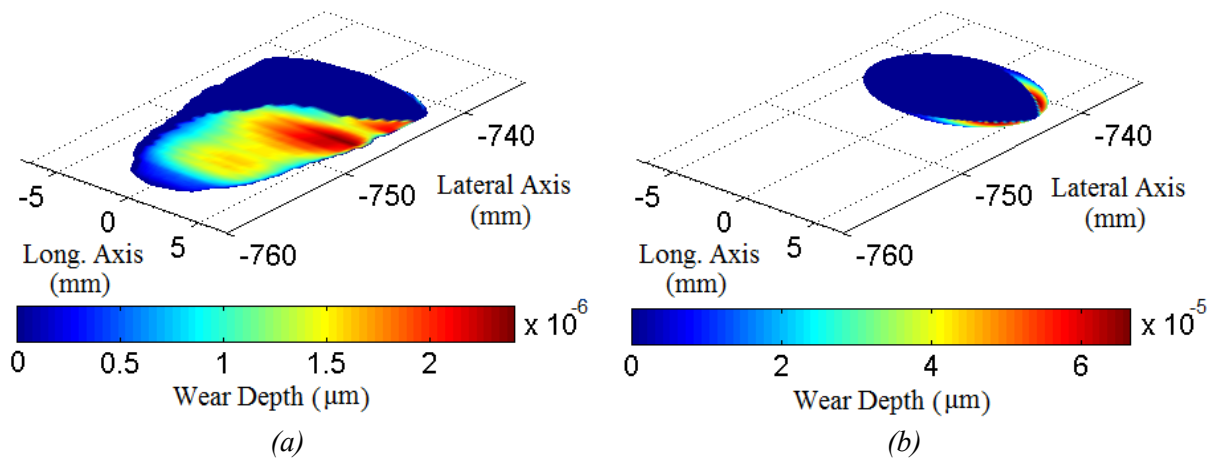 -5
0
5
-760
-750
-740
Long. Axis
(mm)
Lateral Axis
(mm)
0 0.5 1 1.5 2
x 10-6
Wear Depth (μm)
(a)
-5
0
5
-760
-750
-740
Long. Axis
(mm)
Lateral Axis
(mm)
0 2 4 6
x 10-5
Wear Depth (μm)
(b)